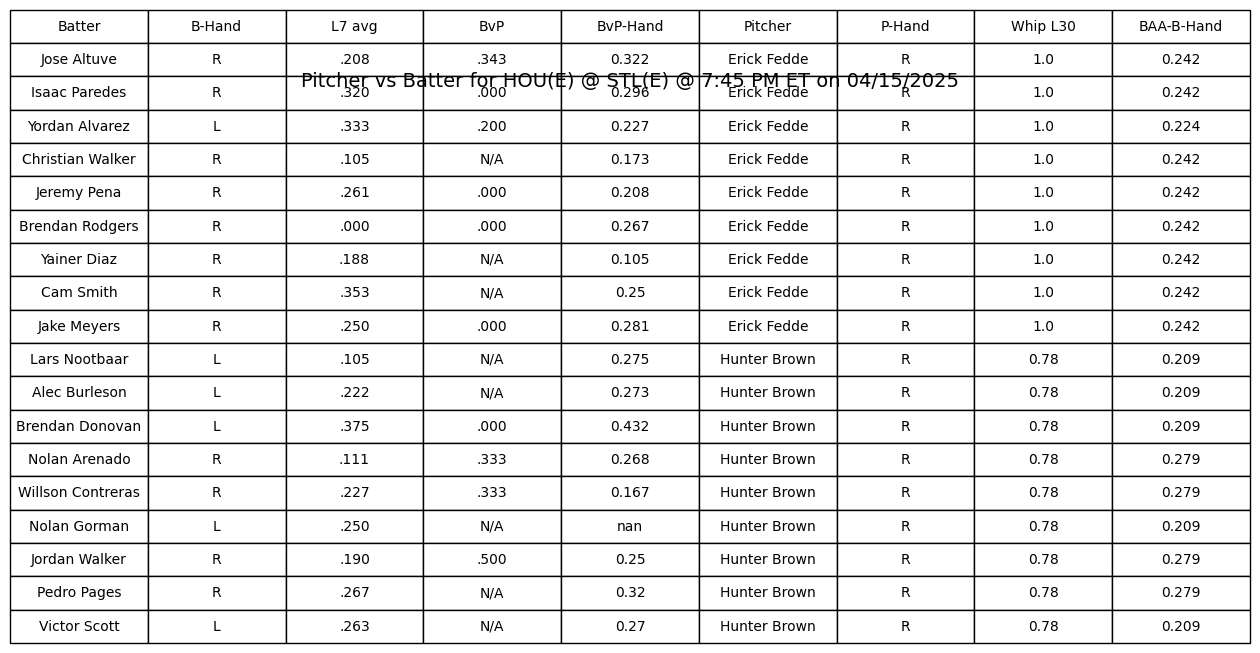 Batter B-Hand L7 avg BvP BvP-Hand Pitcher P-Hand Whip L30 BAA-B-Hand
Jose Altuve R .208 .343 0.322 Erick Fedde R 1.0 0.242
Pitcher vs Batter for HOU(E) @ STL(E) @ 7:45 PM ET on 04/15/2025
Isaac Paredes R .320 .000 0.296 Erick Fedde R 1.0 0.242
Yordan Alvarez L .333 .200 0.227 Erick Fedde R 1.0 0.224
Christian Walker R .105 N/A 0.173 Erick Fedde R 1.0 0.242
Jeremy Pena R .261 .000 0.208 Erick Fedde R 1.0 0.242
Brendan Rodgers R .000 .000 0.267 Erick Fedde R 1.0 0.242
Yainer Diaz R .188 N/A 0.105 Erick Fedde R 1.0 0.242
Cam Smith R .353 N/A 0.25 Erick Fedde R 1.0 0.242
Jake Meyers R .250 .000 0.281 Erick Fedde R 1.0 0.242
Lars Nootbaar L .105 N/A 0.275 Hunter Brown R 0.78 0.209
Alec Burleson L .222 N/A 0.273 Hunter Brown R 0.78 0.209
Brendan Donovan L .375 .000 0.432 Hunter Brown R 0.78 0.209
Nolan Arenado R .111 .333 0.268 Hunter Brown R 0.78 0.279
Willson Contreras R .227 .333 0.167 Hunter Brown R 0.78 0.279
Nolan Gorman L .250 N/A nan Hunter Brown R 0.78 0.209
Jordan Walker R .190 .500 0.25 Hunter Brown R 0.78 0.279
Pedro Pages R .267 N/A 0.32 Hunter Brown R 0.78 0.279
Victor Scott L .263 N/A 0.27 Hunter Brown R 0.78 0.209